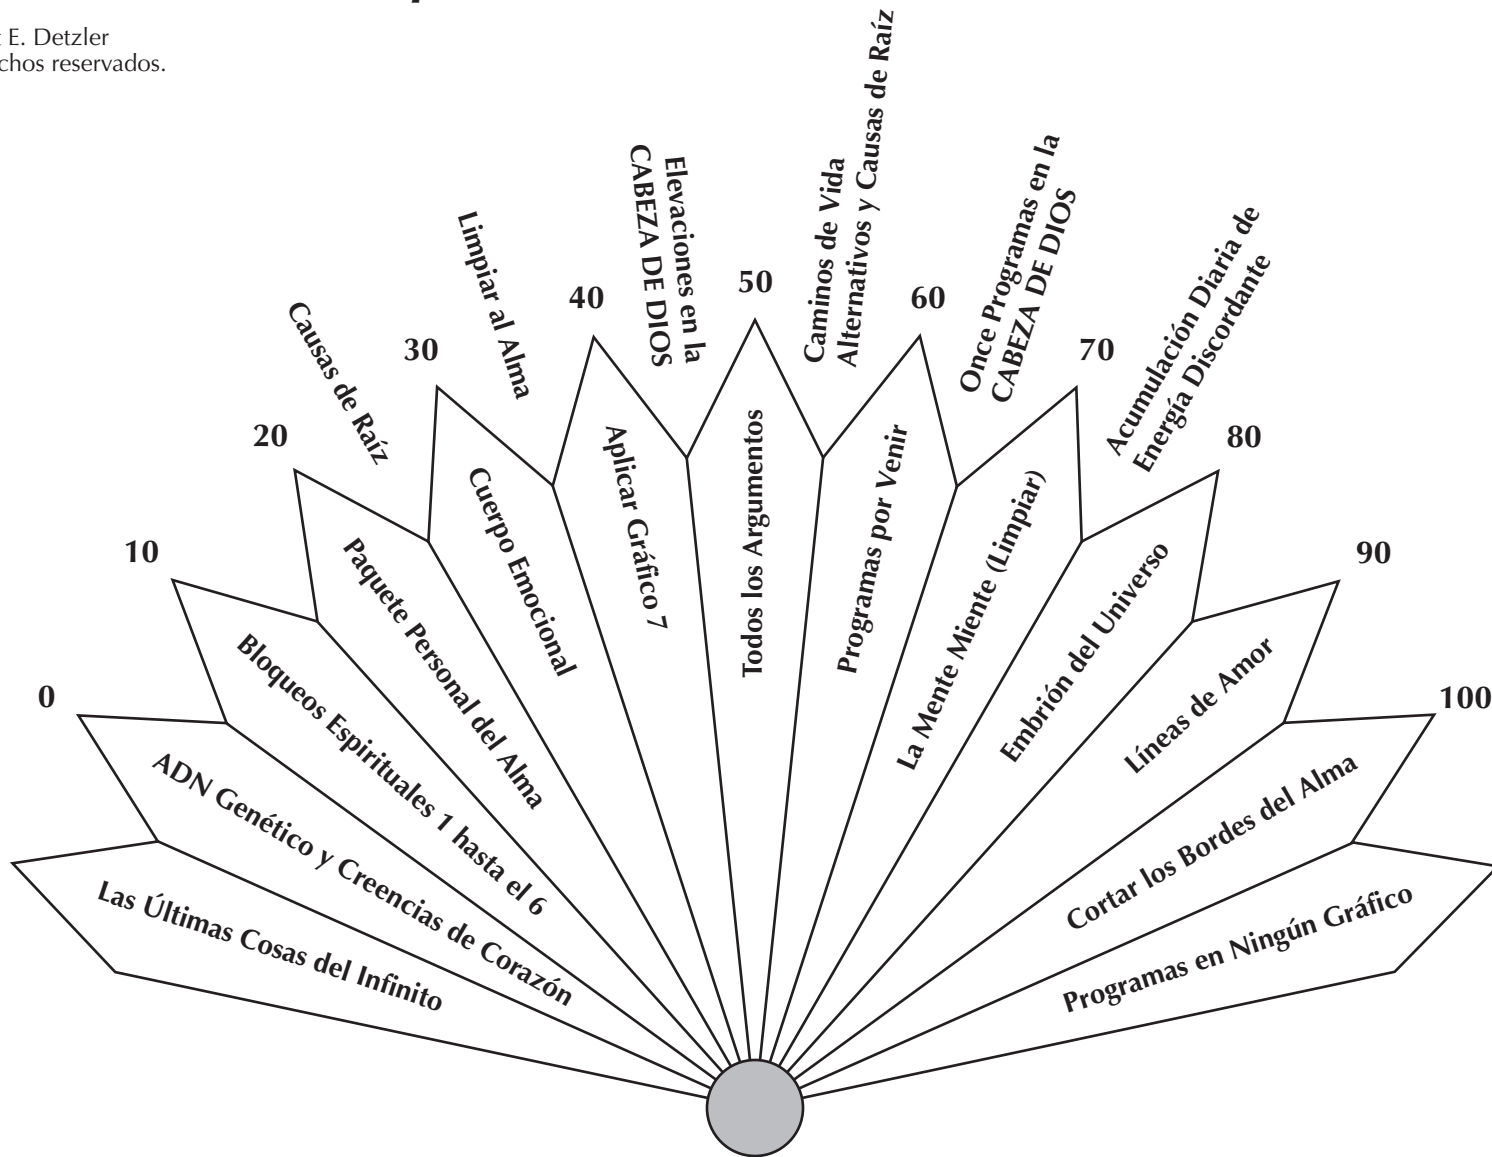 E. Detzler
chos reservados.
0
10
20
30
40
50
60
70
80
90
100
Causas de Raíz
Limpiar al Alma
Elevaciones en la
CABEZA DE DIOS
Caminos de Vida
Alternativos y Causas de Raíz
Once Programas en la
CABEZA DE DIOS
Acumulación Diaria de
Energía Discordante
Las Últimas Cosas del Infinito
ADN Genético y Creencias de Corazón
Bloqueos Espirituales 1 hasta el 6
Paquete Personal del Alma
Cuerpo Emocional
Aplicar Gráfico 7
Todos los Argumentos
Programas por Venir
La Mente Miente (Limpiar)
Embrión del Universo
Líneas de Amor
Cortar los Bordes del Alma
Programas en Ningún Gráfico